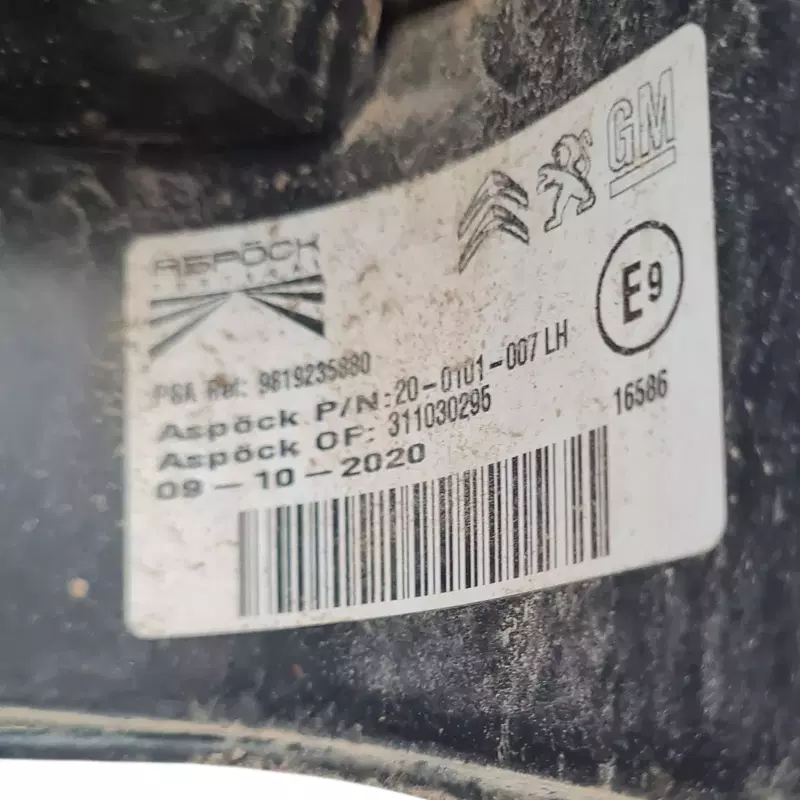 ASPÖCK
GM
E9
PSA Ref: 9819235880
Aspöck P/N:20-0101-007 LH
Aspöck OF: 311030295
16586
09-10-2020